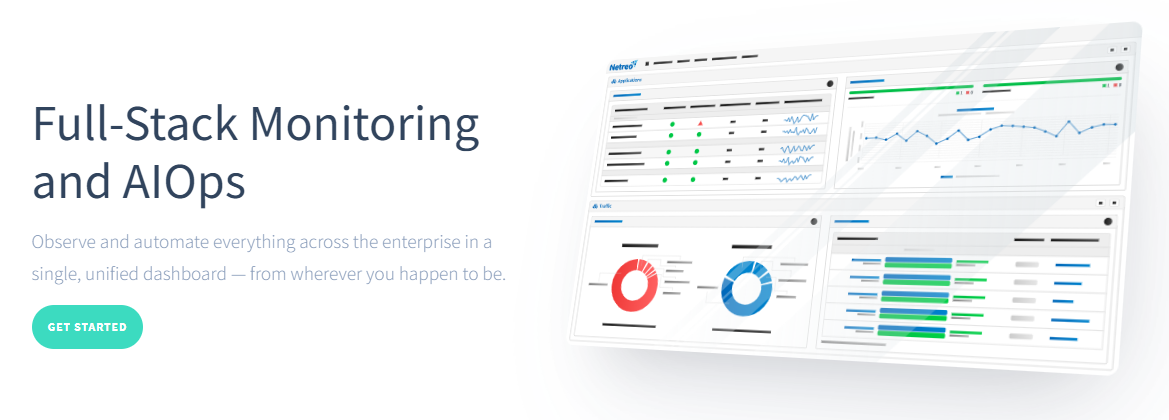 Full-Stack Monitoring
and AIOps
Observe and automate everything across the enterprise in a
single, unified dashboard — from wherever you happen to be.
GET STARTED
Netreo
Applications
Traffic